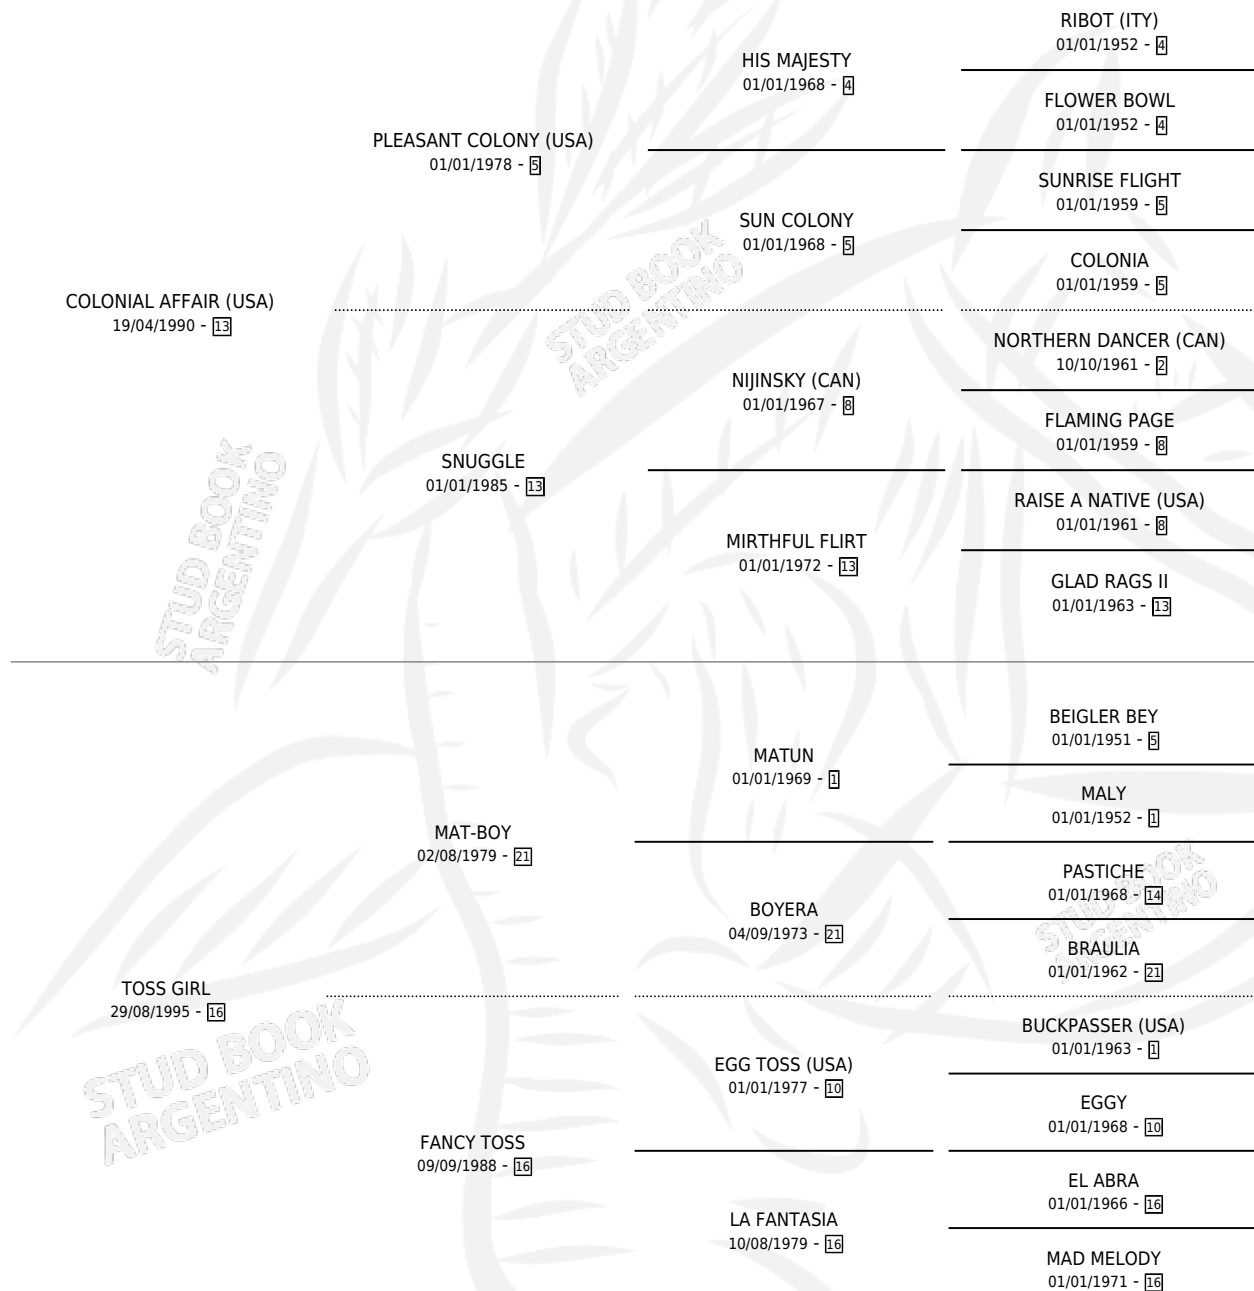 RIBOT (ITY)
01/01/1952 - 4
HIS MAJESTY
01/01/1968 - 4
FLOWER BOWL
01/01/1952 - 4
PLEASANT COLONY (USA)
01/01/1978 - 5
SUNRISE FLIGHT
01/01/1959 - 5
SUN COLONY
01/01/1968 - 5
COLONIA
01/01/1959 - 5
COLONIAL AFFAIR (USA)
19/04/1990 - 13
NORTHERN DANCER (CAN)
10/10/1961 - 2
NIJINSKY (CAN)
01/01/1967 - 8
FLAMING PAGE
01/01/1959 - 8
SNUGGLE
01/01/1985 - 13
RAISE A NATIVE (USA)
01/01/1961 - 8
MIRTHFUL FLIRT
01/01/1972 - 13
GLAD RAGS II
01/01/1963 - 13
BEIGLER BEY
01/01/1951 - 5
MATUN
01/01/1969 - 1
MALY
01/01/1952 - 1
MAT-BOY
02/08/1979 - 21
PASTICHE
01/01/1968 - 14
BOYERA
04/09/1973 - 21
BRAULIA
01/01/1962 - 21
TOSS GIRL
29/08/1995 - 16
BUCKPASSER (USA)
01/01/1963 - 1
EGG TOSS (USA)
01/01/1977 - 10
EGGY
01/01/1968 - 10
FANCY TOSS
09/09/1988 - 16
EL ABRA
01/01/1966 - 16
LA FANTASIA
10/08/1979 - 16
MAD MELODY
01/01/1971 - 16
STUD BOOK
ARGENTINO
STUD BOOK
ARGENTINO
STUD BOOK
ARGENTINO
STUD BOOK
ARGENTINO